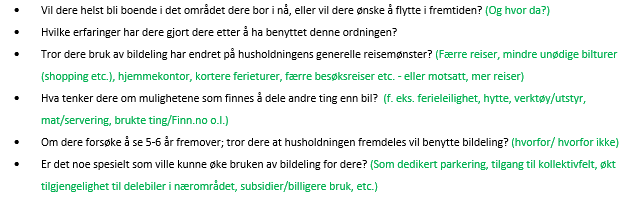 • Vil dere helst bli boende i det området dere bor i nå, eller vil dere ønske å flytte i fremtiden? (Og hvor da?)
• Hvilke erfaringer har dere gjort dere etter å ha benyttet denne ordningen?
• Tror dere bruk av bildeling har endret på husholdningens generelle reisemønster? (Færre reiser, mindre unødige bilturer
(shopping etc.), hjemmekontor, kortere ferieturer, færre besøksreiser etc. - eller motsatt, mer reiser)
• Hva tenker dere om mulighetene som finnes å dele andre ting enn bil? (f. eks. ferieleilighet, hytte, verktøy/utstyr,
mat/servering, brukte ting/Finn.no o.l.)
• Om dere forsøke å se 5-6 år fremover; tror dere at husholdningen fremdeles vil benytte bildeling? (hvorfor/ hvorfor ikke)
• Er det noe spesielt som ville kunne øke bruken av bildeling for dere? (Som dedikert parkering, tilgang til kollektivfelt, økt
tilgjengelighet til delebiler i nærområdet, subsidier/billigere bruk, etc.)